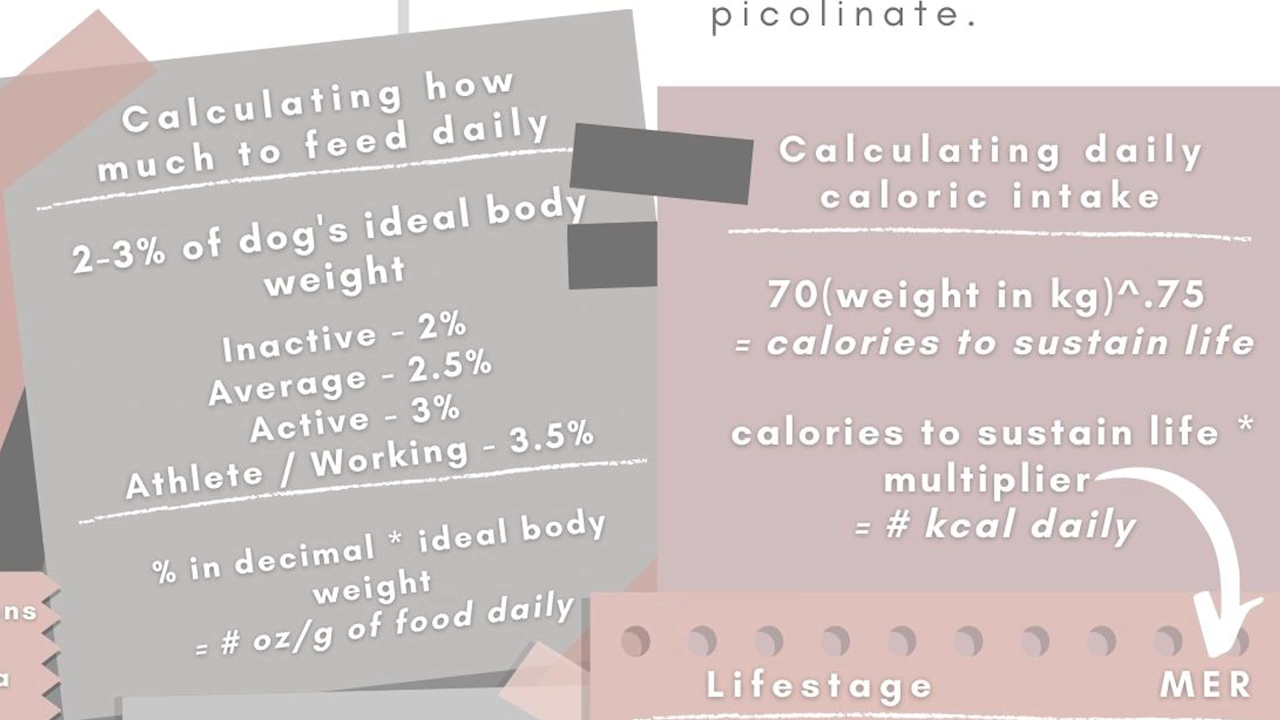 picolinate.
Calculating how
much to feed daily
2-3% of dog's ideal body
weight
Inactive - 2%
Average - 2.5%
Active - 3%
Athlete / Working - 3.5%
% in decimal * ideal body
weight
= # oz/g of food daily
ns
a
Calculating daily
caloric intake
70(weight in kg)^.75
= calories to sustain life
calories to sustain life *
multiplier
= # kcal daily
Lifestage MER